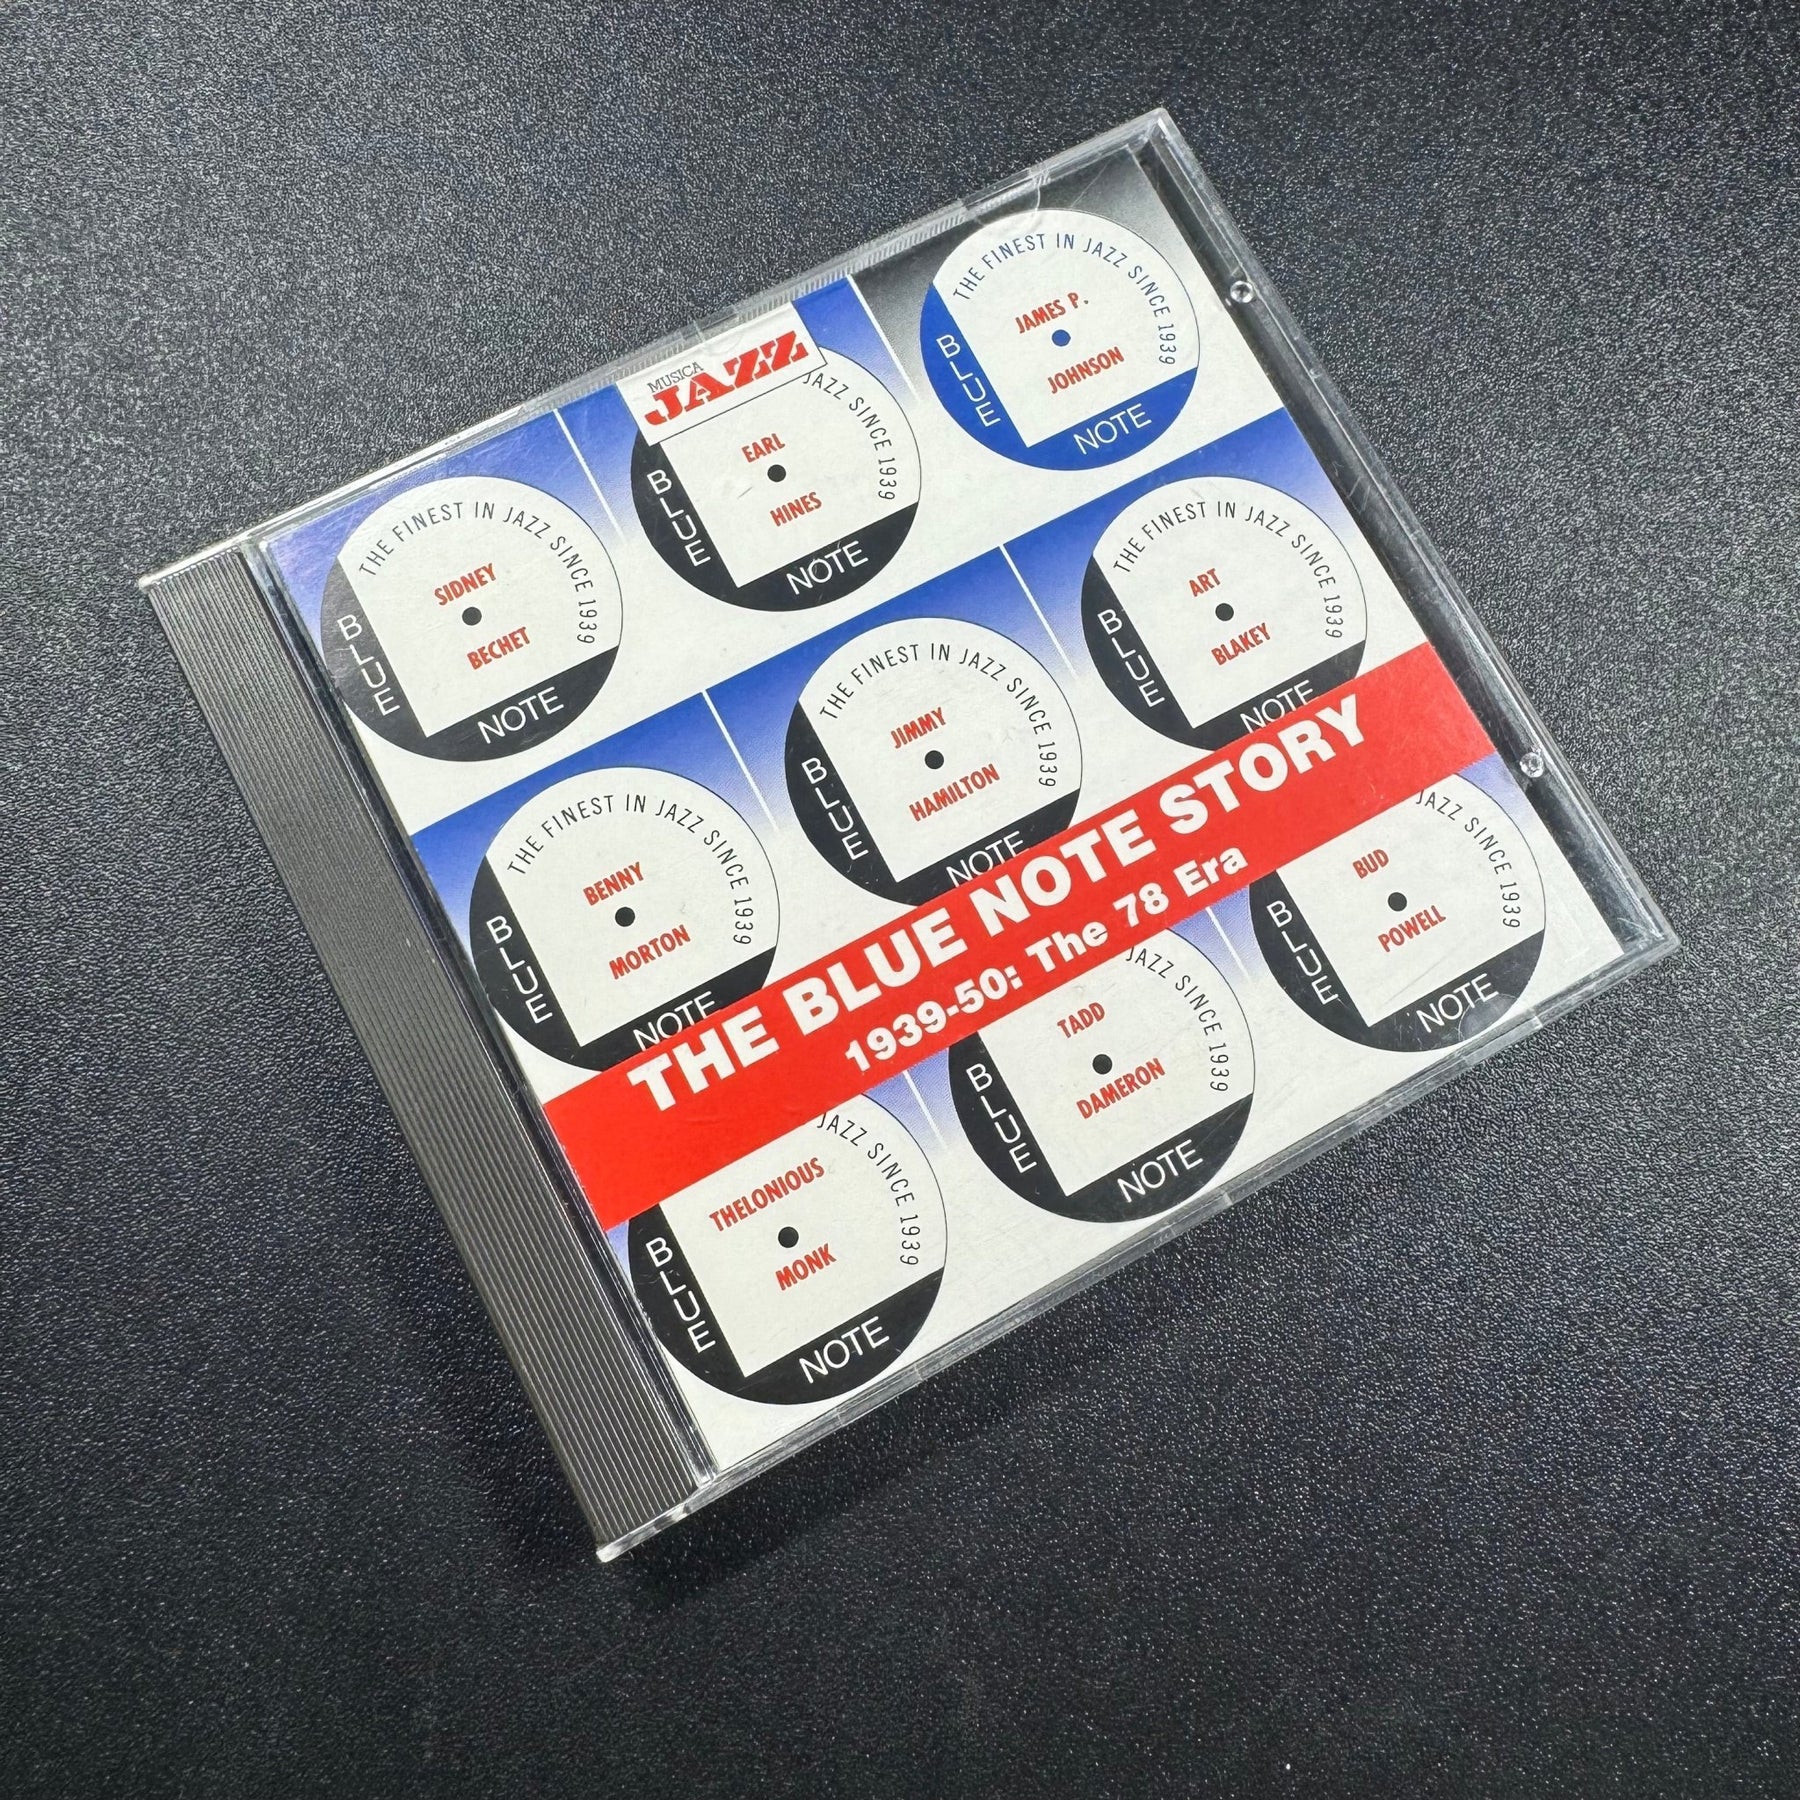 MUSICA
JAZZ
THE FINEST IN JAZZ SINCE 1939
SIDNEY
BECHET
BLUE
NOTE
JAZZ SINCE 1939
EARL
HINES
BLUE
NOTE
THE FINEST IN JAZZ SINCE 1939
JAMES P.
JOHNSON
BLUE
NOTE
THE FINEST IN JAZZ SINCE 1939
BENNY
MORTON
BLUE
NOTE
THE FINEST IN JAZZ SINCE 1939
JIMMY
HAMILTON
BLUE
NOTE
THE FINEST IN JAZZ SINCE 1939
ART
BLAKEY
BLUE
NOTE
THE BLUE NOTE STORY
1939-50: The 78 Era
JAZZ SINCE 1939
THELONIOUS
MONK
BLUE
NOTE
JAZZ SINCE 1939
TADD
DAMERON
BLUE
NOTE
JAZZ SINCE 1939
BUD
POWELL
BLUE
NOTE